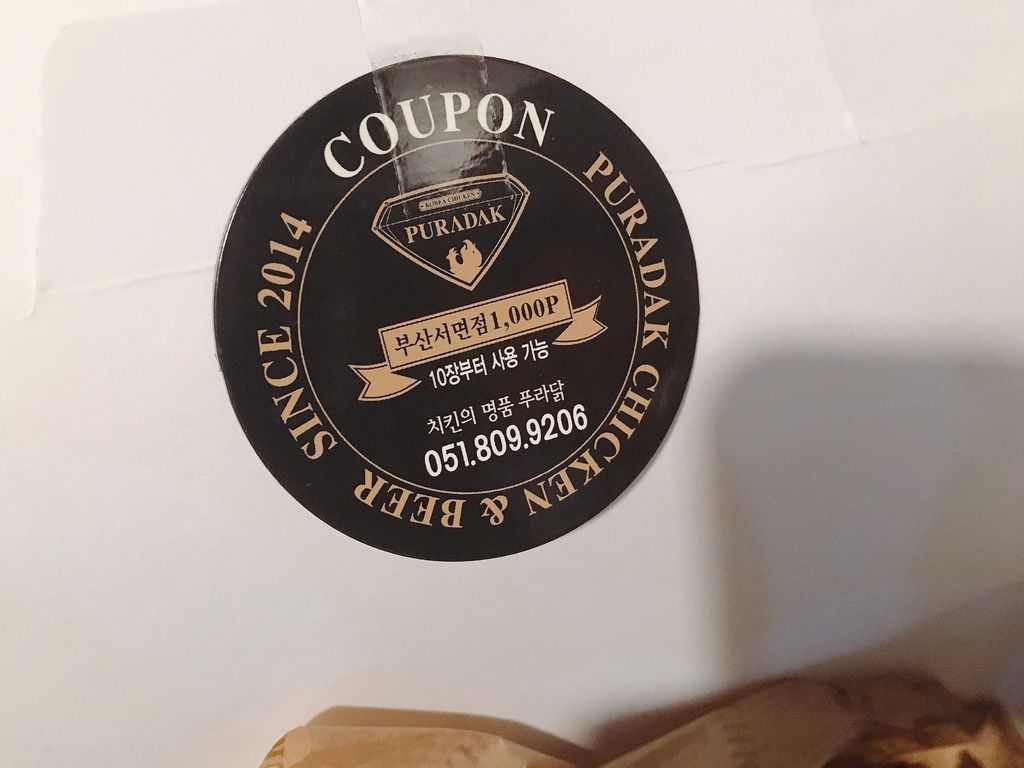 COUPON
PURADAK CHICKEN & BEER
SINCE 2014
KOREA CHICKEN
PURADAK
부산서면점1,000P
10장부터 사용 가능
치킨의 명품 푸라닭
051.809.9206